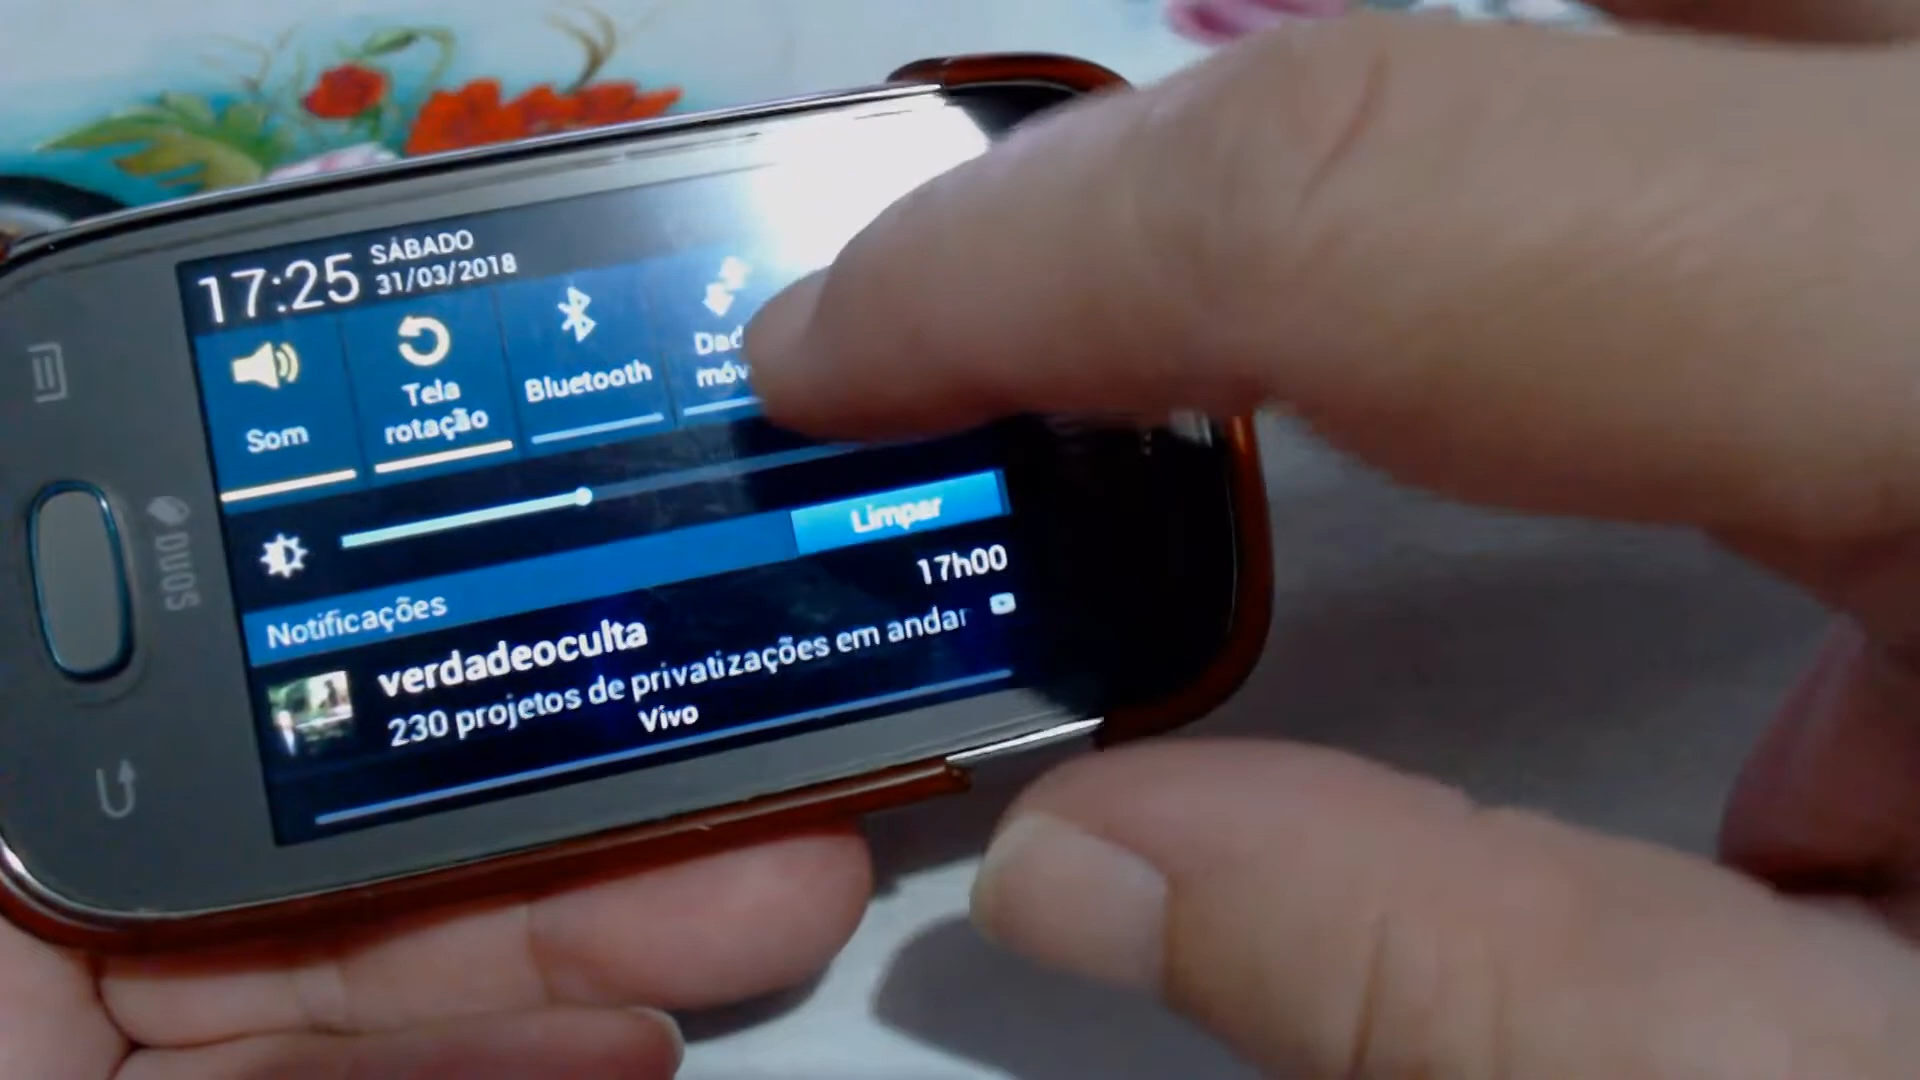 17:25
SÁBADO
31/03/2018
Som
Tela
rotação
Bluetooth
Limpar
Notificações
17h00
verdadeoculta
230 projetos de privatizações em andar
Vivo
DUOS